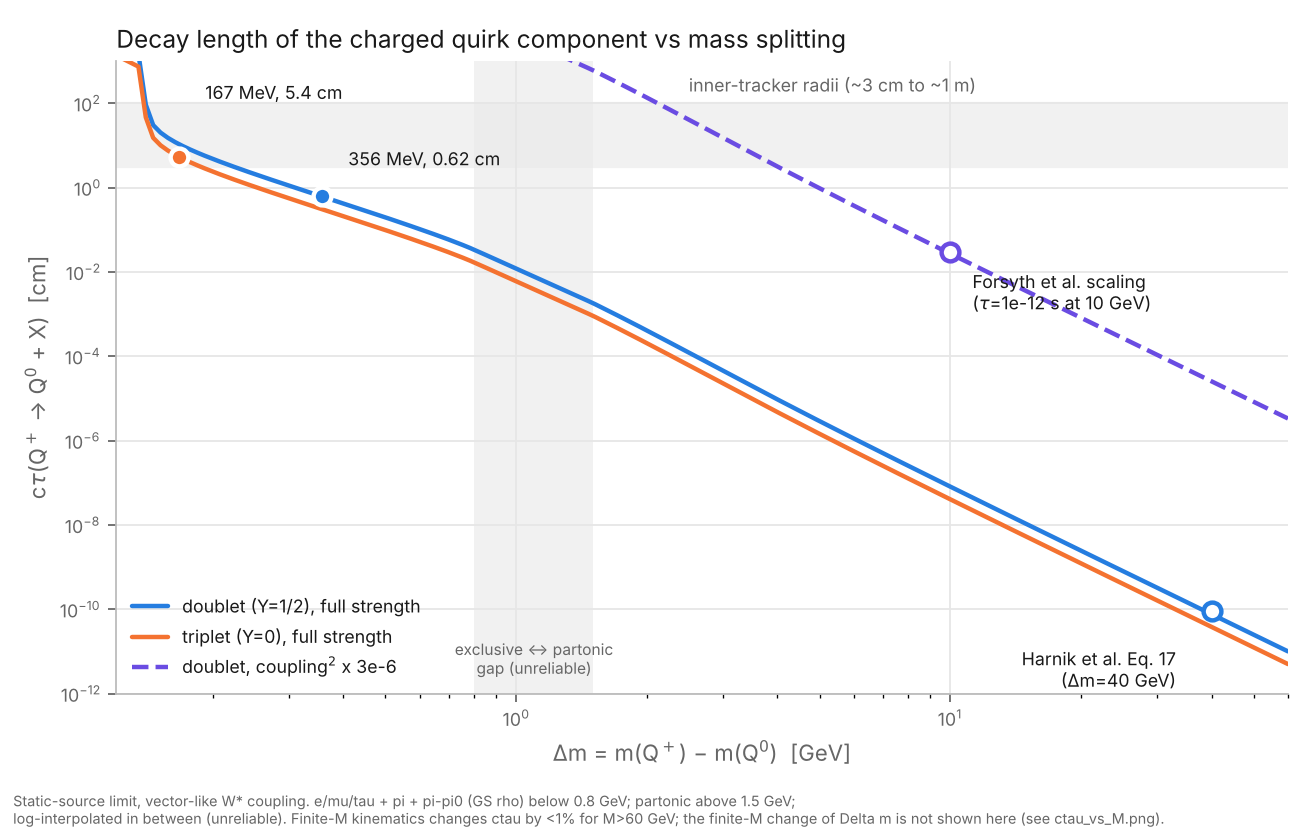 Decay length of the charged quirk component vs mass splitting
167 MeV, 5.4 cm
inner-tracker radii (~3 cm to ~1 m)
356 MeV, 0.62 cm
Forsyth et al. scaling
(τ=1e-12 s at 10 GeV)
cτ(Q⁺ → Q⁰ + X) [cm]
10²
10⁰
10⁻²
10⁻⁴
10⁻⁶
10⁻⁸
10⁻¹⁰
10⁻¹²
doublet (Y=1/2), full strength
triplet (Y=0), full strength
doublet, coupling² x 3e-6
exclusive ↔ partonic
gap (unreliable)
Harnik et al. Eq. 17
(Δm=40 GeV)
10⁰
10¹
Δm = m(Q⁺) − m(Q⁰) [GeV]
Static-source limit, vector-like W* coupling. e/mu/tau + pi + pi-pi0 (GS rho) below 0.8 GeV; partonic above 1.5 GeV;
log-interpolated in between (unreliable). Finite-M kinematics changes ctau by <1% for M>60 GeV; the finite-M change of Delta m is not shown here (see ctau_vs_M.png).